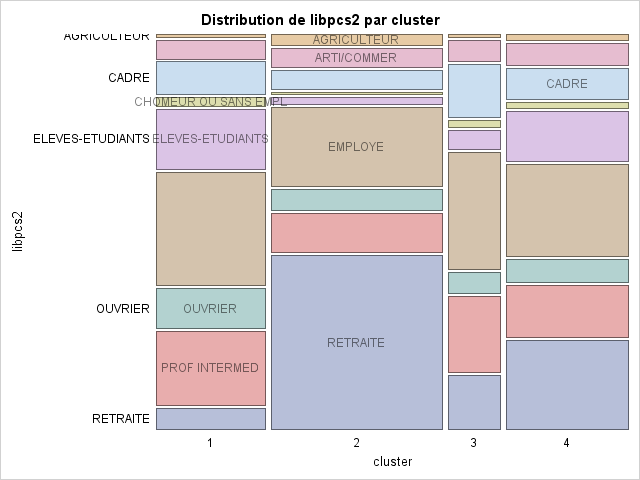 Distribution de libpcs2 par cluster
AGRICULTEUR
AGRICULTEUR
ARTI/COMMER
CADRE
CADRE
CHOMEUR OU SANS EMPL
ELEVES-ETUDIANTS
ELEVES-ETUDIANTS
EMPLOYE
libpcs2
OUVRIER
OUVRIER
RETRAITE
PROF INTERMED
RETRAITE
1
2
3
4
cluster